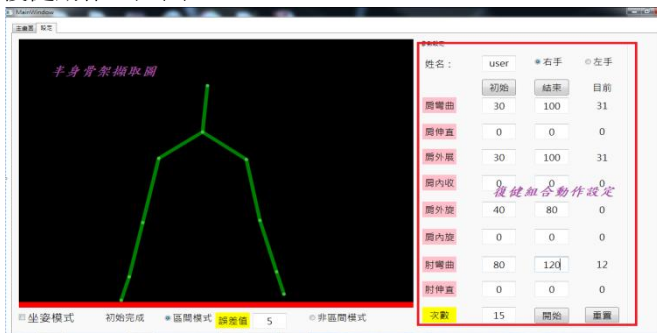 MainWindow
主畫面 設定
半身骨架擷取圖
參數設定
姓名： user 右手 左手
初始 結束 目前
肩彎曲 30 100 31
肩伸直 0 0 0
肩外展 30 100 31
肩內收 0 0 0
復健組合動作設定
肩外旋 40 80 0
肩內旋 0 0 0
肘彎曲 80 120 12
肘伸直 0 0 0
次數 15 開始 重置
坐姿模式 初始完成 區間模式 誤差值 5 非區間模式